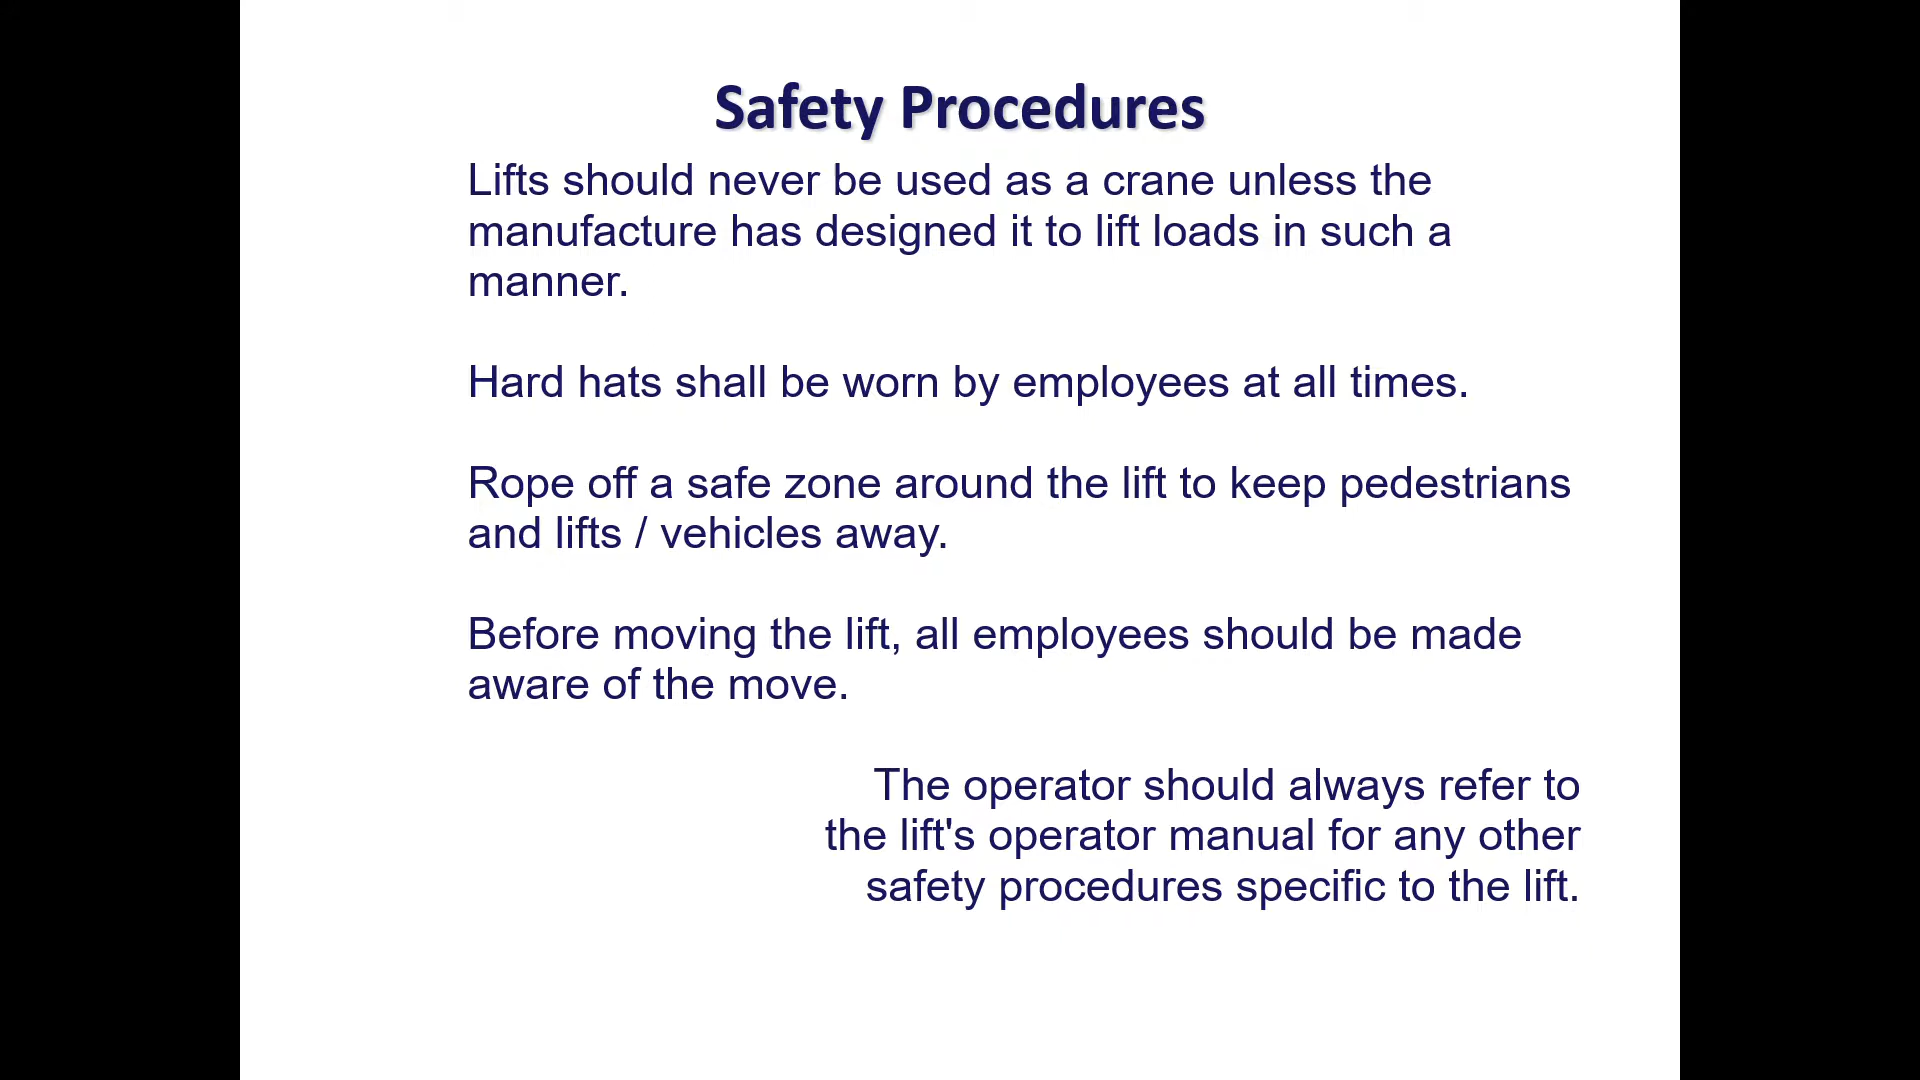 Safety Procedures
Lifts should never be used as a crane unless the
manufacture has designed it to lift loads in such a
manner.
Hard hats shall be worn by employees at all times.
Rope off a safe zone around the lift to keep pedestrians
and lifts / vehicles away.
Before moving the lift, all employees should be made
aware of the move.
The operator should always refer to
the lift's operator manual for any other
safety procedures specific to the lift.